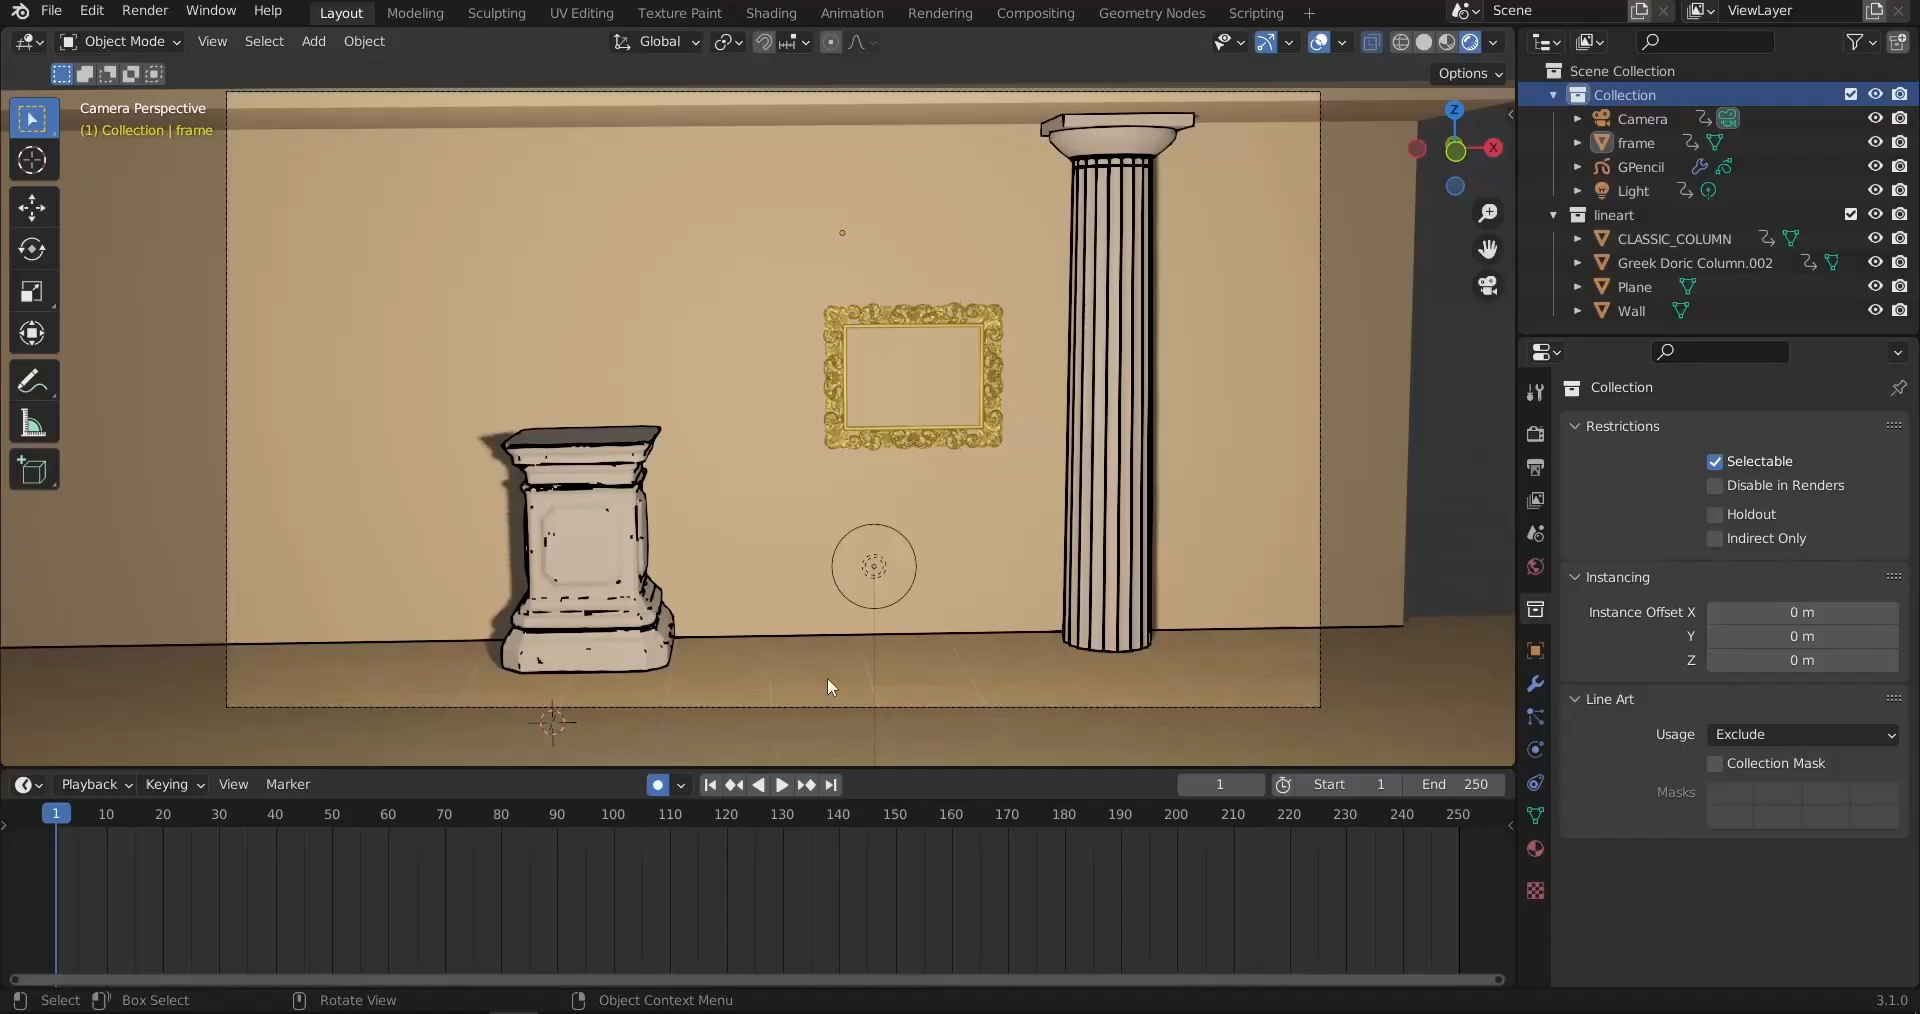 File Edit Render Window Help Layout Modeling Sculpting UV Editing Texture Paint Shading Animation Rendering Compositing Geometry Nodes Scripting Scene ViewLayer
Object Mode View Select Add Object Global
Options
Camera Perspective
(1) Collection | frame
Z
X
Scene Collection
Collection
Camera
frame
GPencil
Light
lineart
CLASSIC_COLUMN
Greek Doric Column.002
Plane
Wall
Collection
Restrictions
Selectable
Disable in Renders
Holdout
Indirect Only
Instancing
Instance Offset X 0 m
Y 0 m
Z 0 m
Line Art
Usage Exclude
Collection Mask
Masks
Playback Keying View Marker 1 Start 1 End 250
1 10 20 30 40 50 60 70 80 90 100 110 120 130 140 150 160 170 180 190 200 210 220 230 240 250
Select Box Select Rotate View Object Context Menu 3.1.0